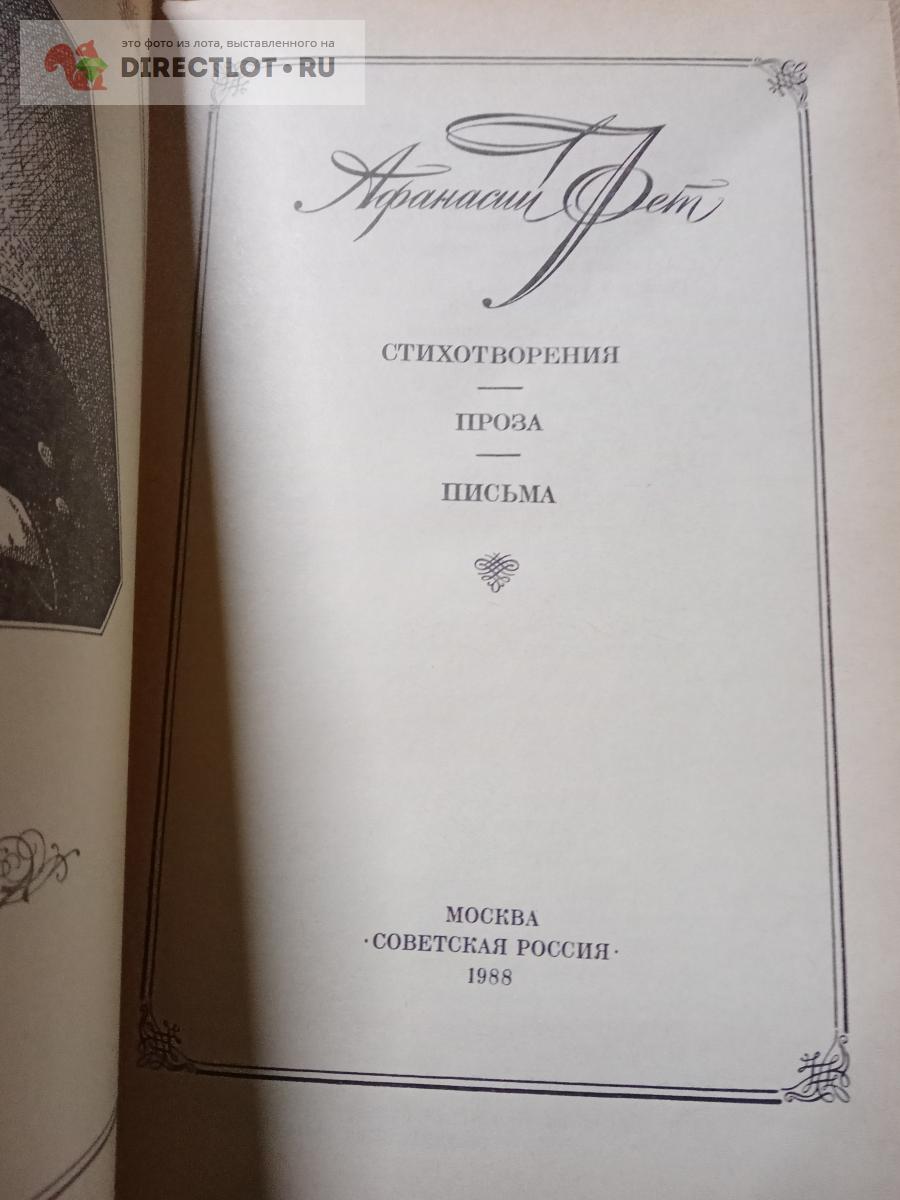 это фото из лота, выставленного на
DIRECTLOT•RU
Афанасий Фет
СТИХОТВОРЕНИЯ
ПРОЗА
ПИСЬМА
МОСКВА
·СОВЕТСКАЯ РОССИЯ·
1988